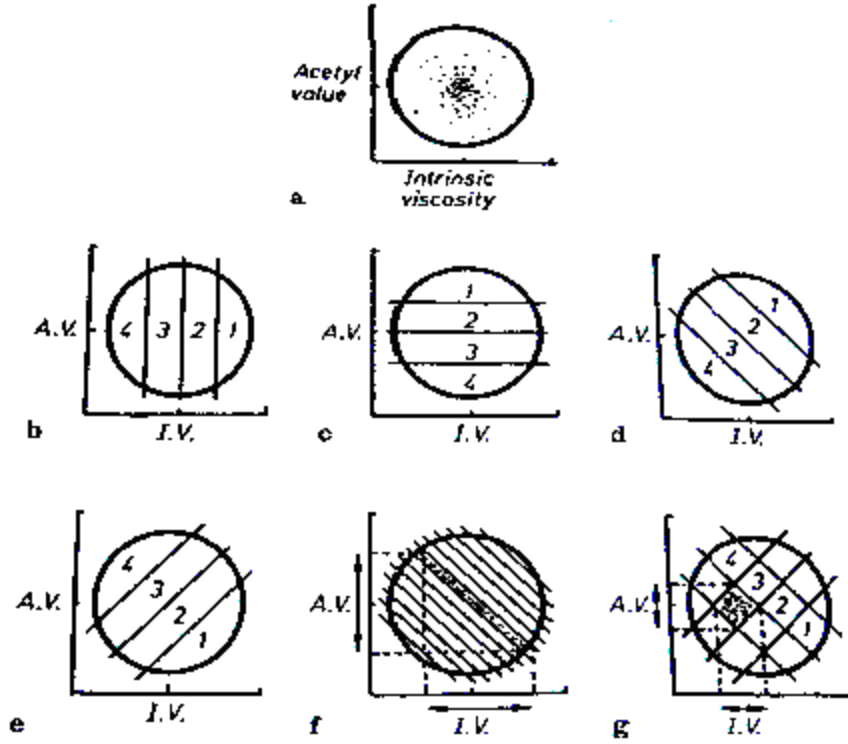 Acetyl
value
Intrinsic
viscosity
a
A.V.
4 3 2 1
I.V.
b
A.V.
1
2
3
4
I.V.
c
A.V.
1
2
3
4
I.V.
d
A.V.
4
3
2
1
I.V.
e
A.V.
I.V.
f
A.V.
4
3
2
1
I.V.
g